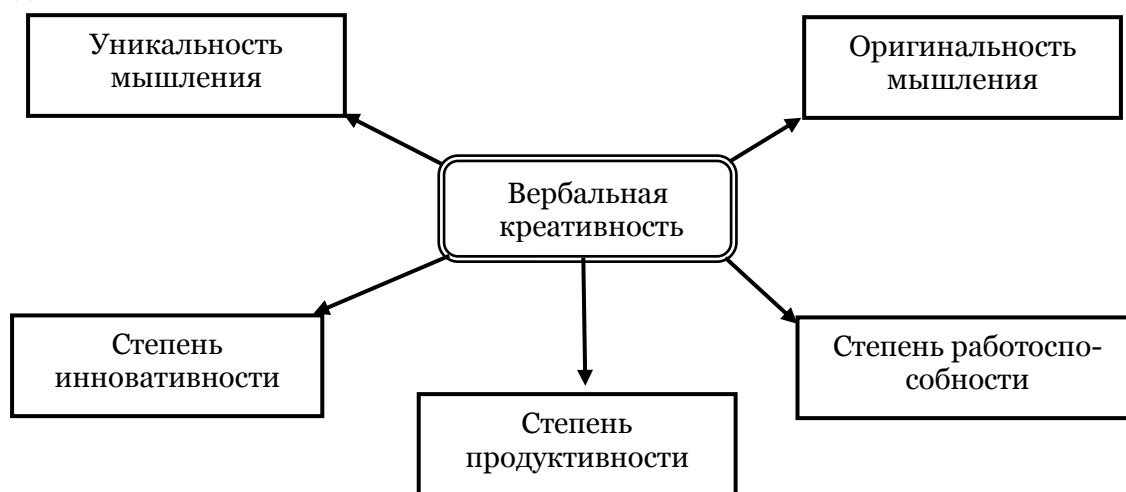 Уникальность
мышления
Оригинальность
мышления
Вербальная
креативность
Степень
инновативности
Степень работоспо-
собности
Степень
продуктивности